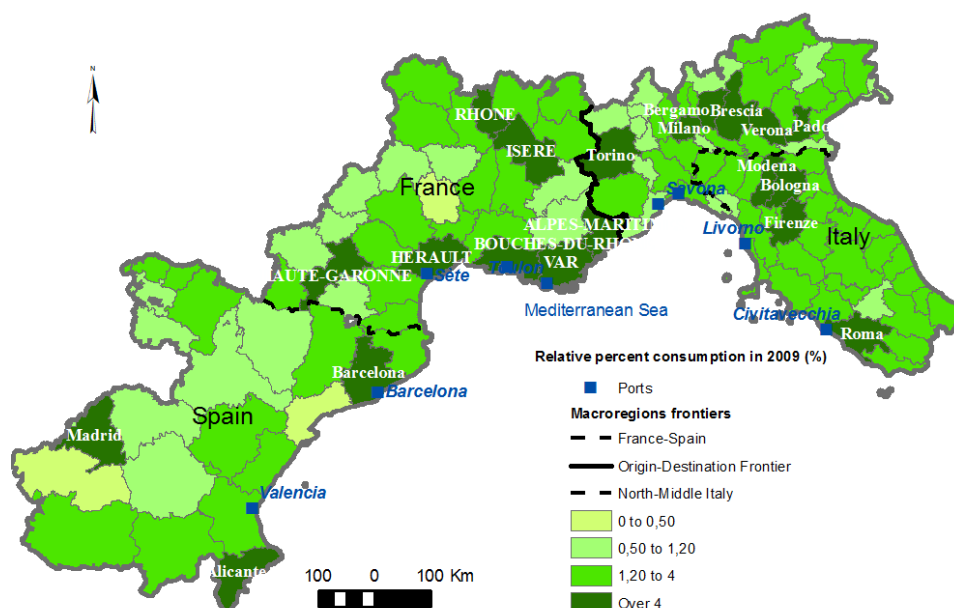 N
RHONE
ISERE
France
Torino
Bergamo
Brescia
Milano
Verona
Pado
Modena
Bologna
Savona
Firenze
Livorno
Italy
ALPES-MARITIM
BOUCHES-DU-RHO
VAR
HERAULT
AUTE-GARONNE
Sète
Toulon
Mediterranean Sea
Civitavecchia
Roma
Barcelona
Barcelona
Spain
Madrid
Valencia
Alicante
100 0 100 Km
Relative percent consumption in 2009 (%)
Ports
Macroregions frontiers
France-Spain
Origin-Destination Frontier
North-Middle Italy
0 to 0,50
0,50 to 1,20
1,20 to 4
Over 4